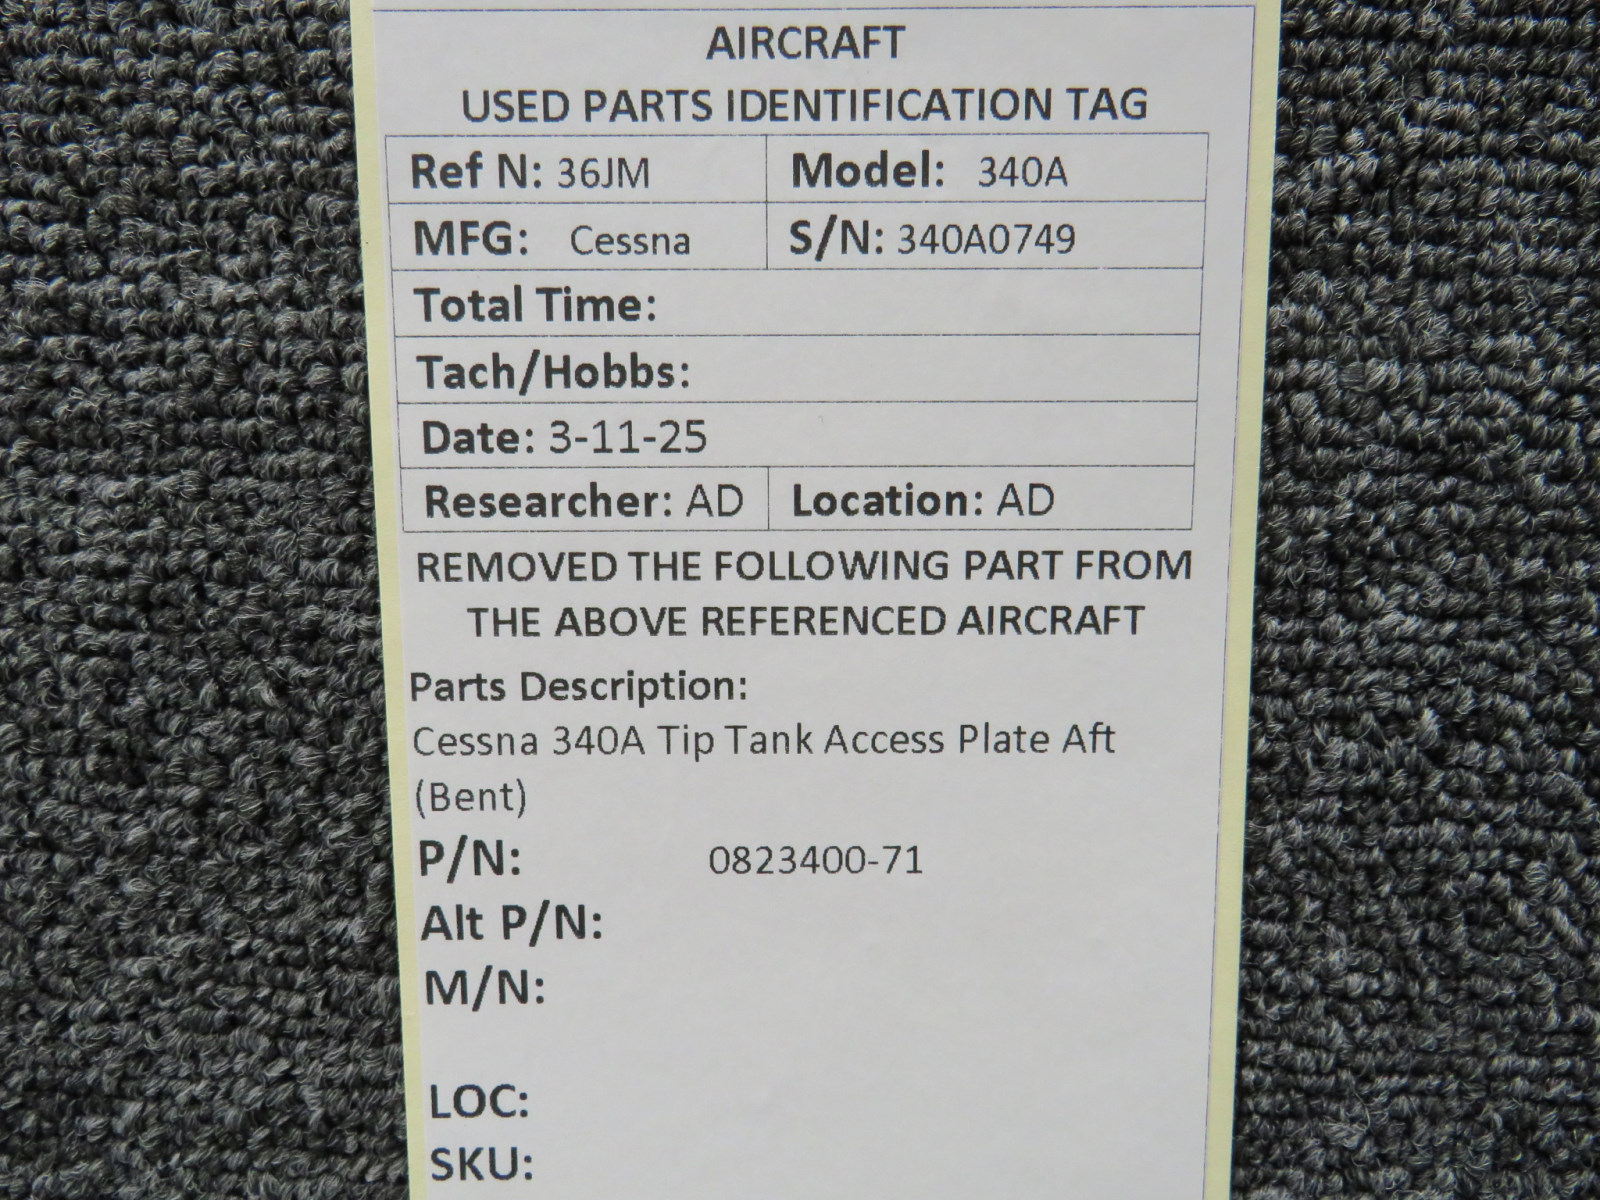 AIRCRAFT
USED PARTS IDENTIFICATION TAG
Ref N: 36JM Model: 340A
MFG: Cessna S/N: 340A0749
Total Time:
Tach/Hobbs:
Date: 3-11-25
Researcher: AD Location: AD
REMOVED THE FOLLOWING PART FROM
THE ABOVE REFERENCED AIRCRAFT
Parts Description:
Cessna 340A Tip Tank Access Plate Aft
(Bent)
P/N: 0823400-71
Alt P/N:
M/N:
LOC:
SKU: